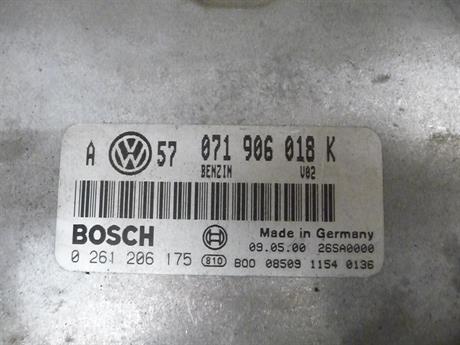 A VW 57 071 906 018 K
BENZIN V02
BOSCH Made in Germany
09.05.00 26SA0000
0 261 206 175 810 B00 08509 1154 0136